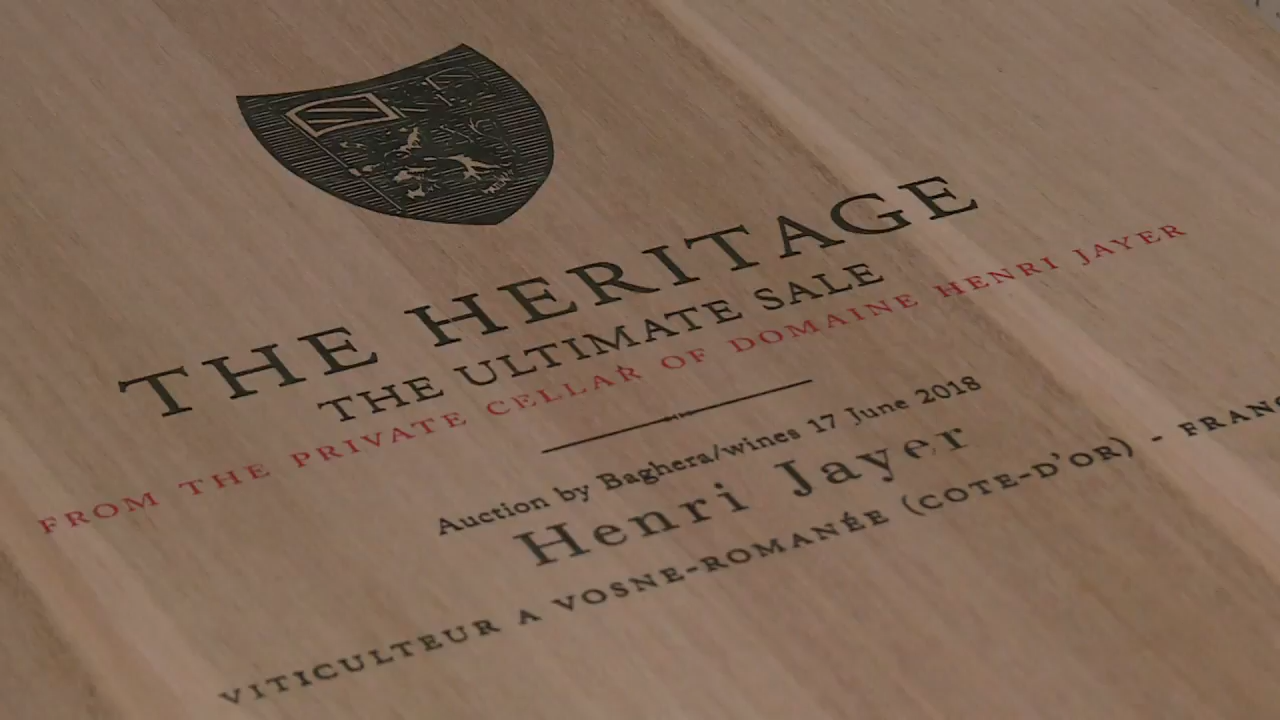 THE HERITAGE
THE ULTIMATE SALE
FROM THE PRIVATE CELLAR OF DOMAINE HENRI JAYER
Auction by Baghera/wines 17 June 2018
Henri Jayer
VITICULTEUR A VOSNE-ROMANÉE (COTE-D'OR) - FRANC